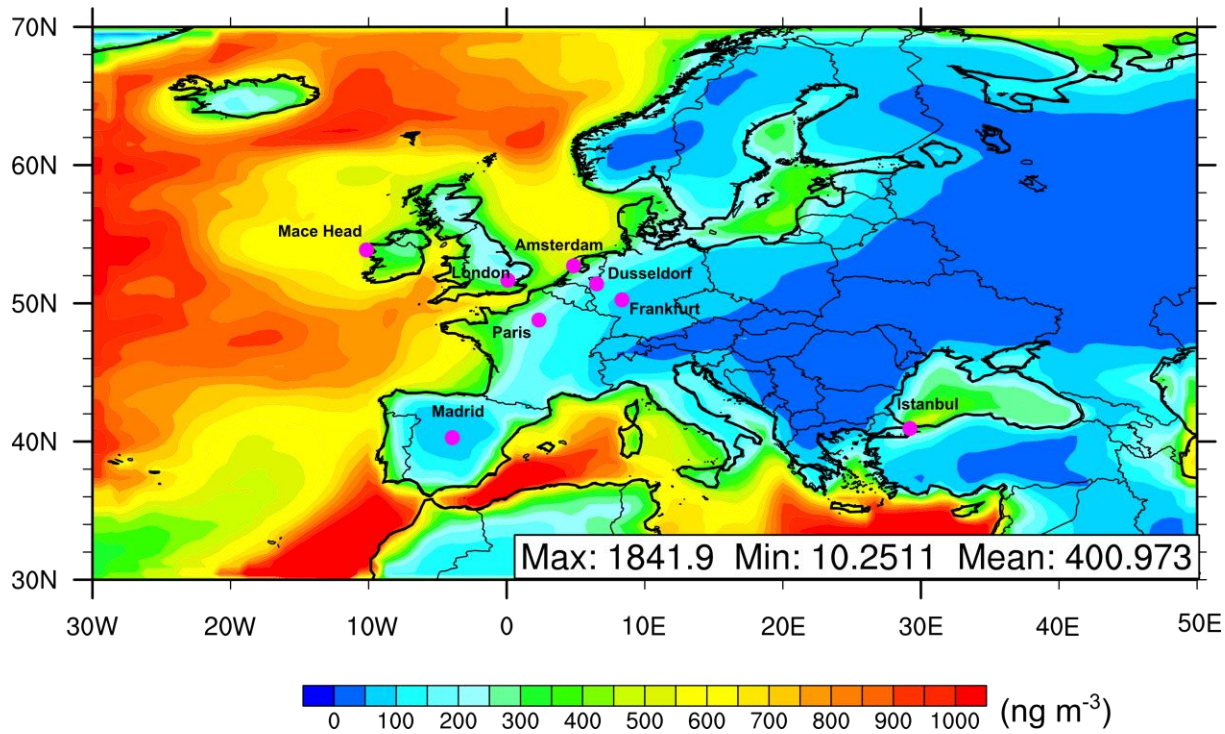 70N
60N
50N
40N
30N
Mace Head
Amsterdam
London
Dusseldorf
Frankfurt
Paris
Madrid
Istanbul
Max: 1841.9 Min: 10.2511 Mean: 400.973
30W 20W 10W 0 10E 20E 30E 40E 50E
0 100 200 300 400 500 600 700 800 900 1000 (ng m⁻³)